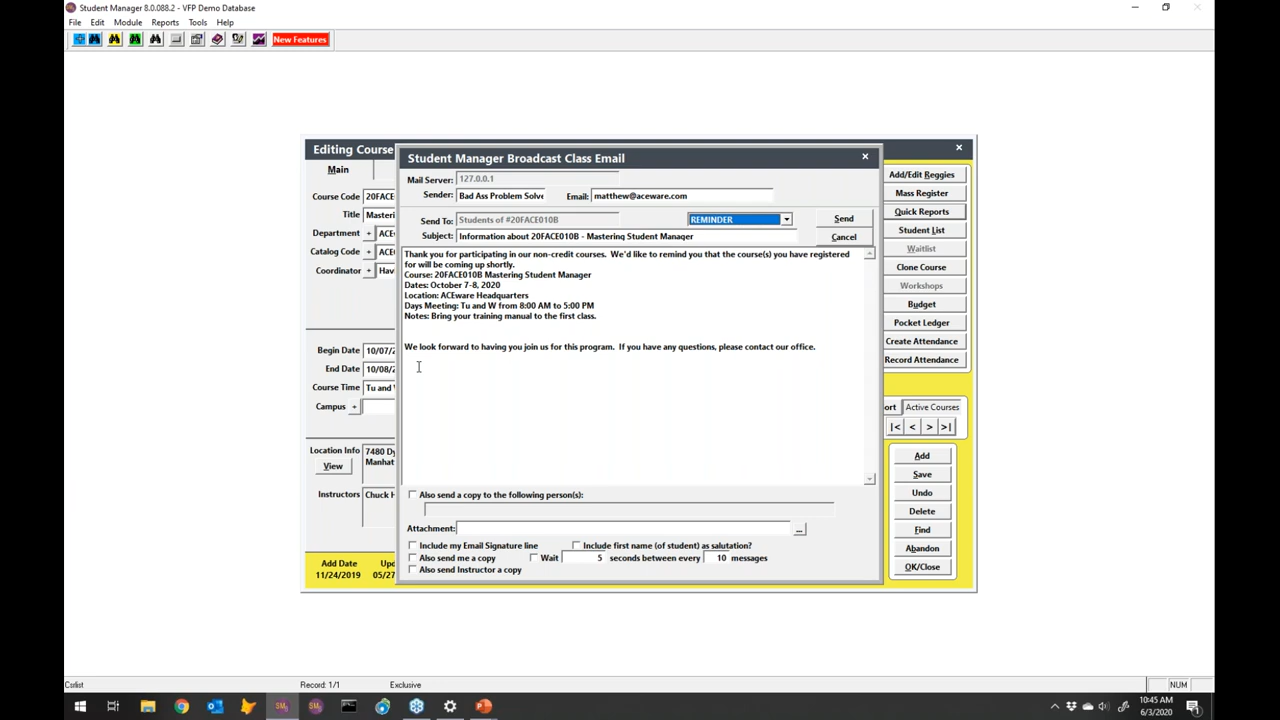 Student Manager 8.0.088.2 - VFP Demo Database
File Edit Module Reports Tools Help
New Features
Editing Course
Main
Course Code 20FACE
Title Masteri
Department + ACE
Catalog Code + ACE
Coordinator + Hav
Begin Date 10/07/2
End Date 10/08/2
Course Time Tu and
Campus +
Location Info 7480 Dy
View Manhat
Instructors Chuck H
Add Date Upd
11/24/2019 05/27
Student Manager Broadcast Class Email
Mail Server: 127.0.0.1
Sender: Bad Ass Problem Solve Email: matthew@aceware.com
Send To: Students of #20FACE010B REMINDER Send
Subject: Information about 20FACE010B - Mastering Student Manager Cancel
Thank you for participating in our non-credit courses. We'd like to remind you that the course(s) you have registered
for will be coming up shortly.
Course: 20FACE010B Mastering Student Manager
Dates: October 7-8, 2020
Location: ACEware Headquarters
Days Meeting: Tu and W from 8:00 AM to 5:00 PM
Notes: Bring your training manual to the first class.
We look forward to having you join us for this program. If you have any questions, please contact our office.
Also send a copy to the following person(s):
Attachment: ...
Include my Email Signature line Include first name (of student) as salutation?
Also send me a copy Wait 5 seconds between every 10 messages
Also send Instructor a copy
Add/Edit Reggies
Mass Register
Quick Reports
Student List
Waitlist
Clone Course
Workshops
Budget
Pocket Ledger
Create Attendance
Record Attendance
ort Active Courses
|< < > >|
Add
Save
Undo
Delete
Find
Abandon
OK/Close
Csrlist Record: 1/1 Exclusive NUM
10:45 AM
6/3/2020